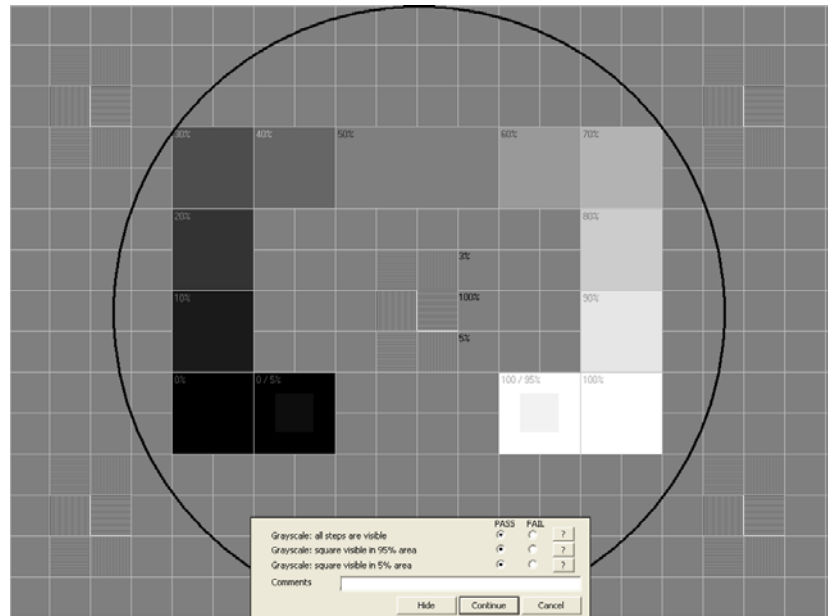 30% 40% 50% 60% 70%
20% 80%
3%
10% 100% 90%
5%
0% 0 / 5% 100 / 95% 100%
PASS FAIL
Grayscale: all steps are visible ?
Grayscale: square visible in 95% area ?
Grayscale: square visible in 5% area ?
Comments
Hide Continue Cancel